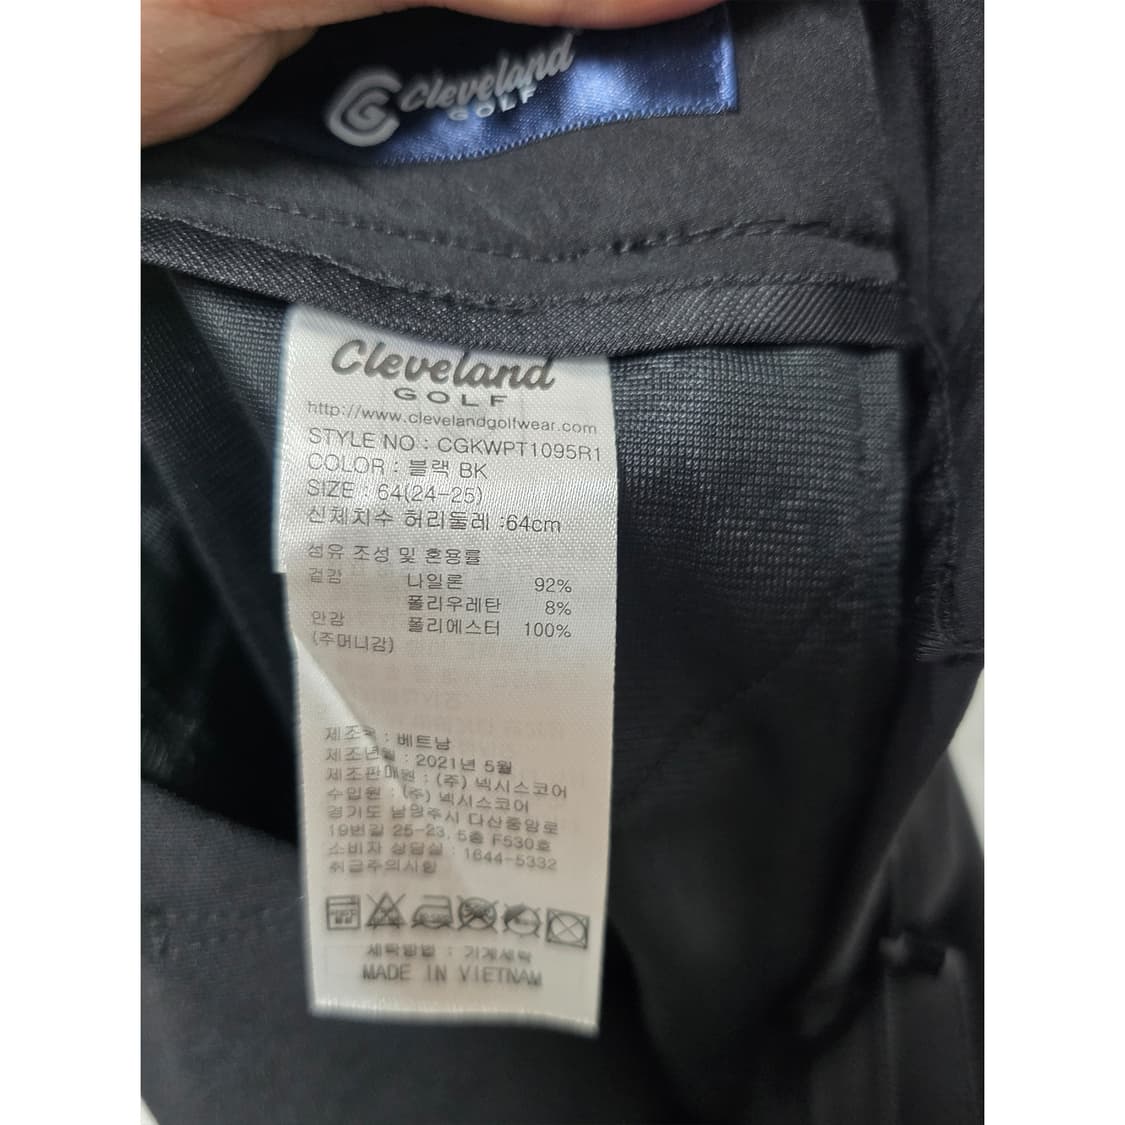 Cleveland
GOLF
Cleveland
GOLF
http://www.clevelandgolfwear.com
STYLE NO : CGKWPT1095R1
COLOR : 블랙 BK
SIZE : 64(24-25)
신체치수 허리둘레 :64cm
섬유 조성 및 혼용률
겉감 나일론 92%
폴리우레탄 8%
안감 폴리에스터 100%
(주머니감)
제조국 : 베트남
제조년월 : 2021년 5월
제조판매원 : (주) 넥시스코어
수입원 : (주) 넥시스코어
경기도 남양주시 다산중앙로
19번길 25-23, 5층 F530호
소비자 상담실 : 1644-5332
취급주의사항
세탁방법 : 기계세탁
MADE IN VIETNAM